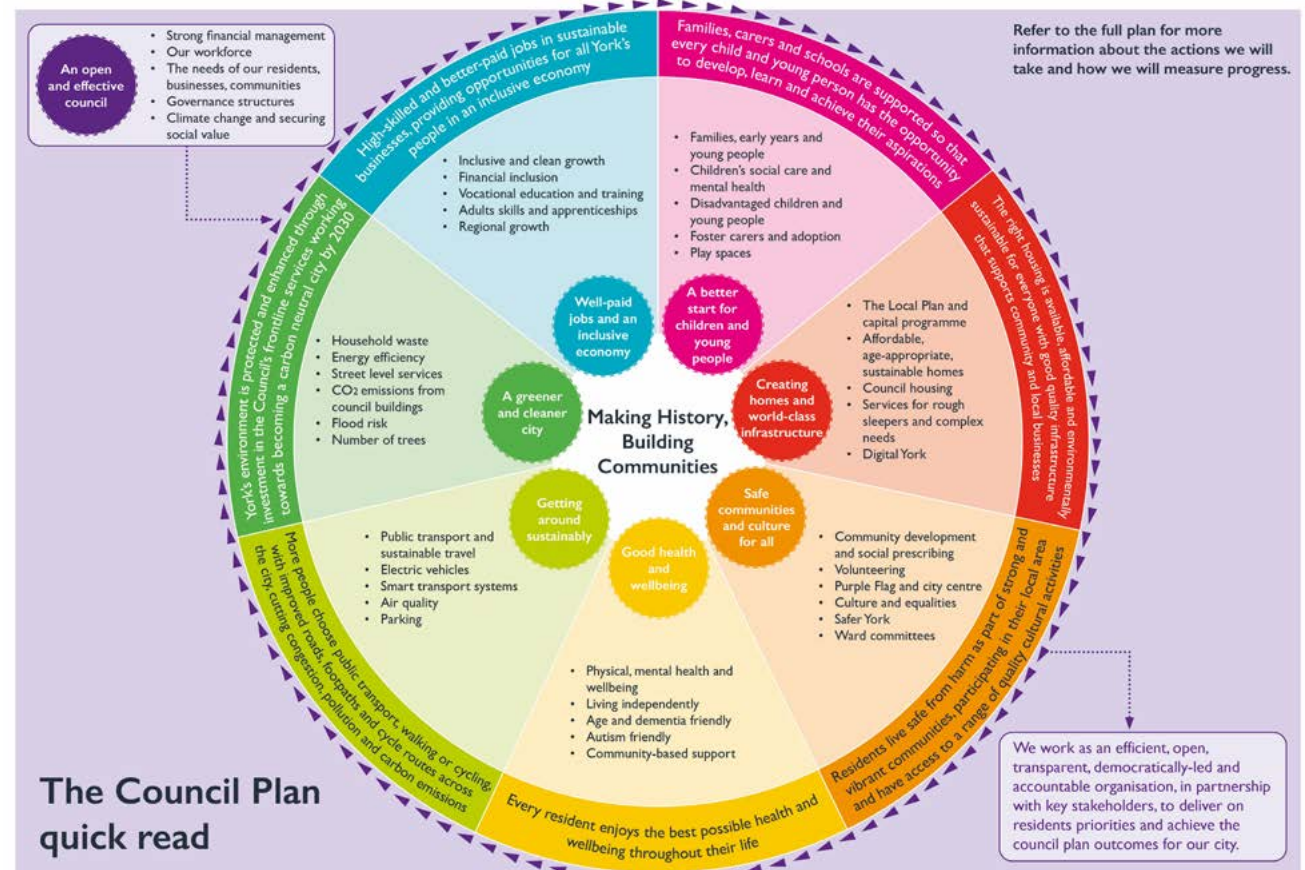 An open
and effective
council
• Strong financial management
• Our workforce
• The needs of our residents,
businesses, communities
• Governance structures
• Climate change and securing
social value
Refer to the full plan for more
information about the actions we will
take and how we will measure progress.
High-skilled and better-paid jobs in sustainable
businesses, providing opportunities for all York's
people in an inclusive economy
• Inclusive and clean growth
• Financial inclusion
• Vocational education and training
• Adults skills and apprenticeships
• Regional growth
Well-paid
jobs and an
inclusive
economy
Families, carers and schools are supported so that
every child and young person has the opportunity
to develop, learn and achieve their aspirations
• Families, early years and
young people
• Children's social care and
mental health
• Disadvantaged children and
young people
• Foster carers and adoption
• Play spaces
A better
start for
children and
young
people
The right housing is available, affordable and environmentally
sustainable for everyone with good quality infrastructure
that supports community and local businesses
• The Local Plan and
capital programme
• Affordable,
age-appropriate,
sustainable homes
• Council housing
• Services for rough
sleepers and complex
needs
• Digital York
Creating
homes and
world-class
infrastructure
Residents live safe from harm as part of strong and
vibrant communities, participating in their local area
and have access to a range of quality cultural activities
• Community development
and social prescribing
• Volunteering
• Purple Flag and city centre
• Culture and equalities
• Safer York
• Ward committees
Safe
communities
and culture
for all
Every resident enjoys the best possible health and
wellbeing throughout their life
• Physical, mental health and
wellbeing
• Living independently
• Age and dementia friendly
• Autism friendly
• Community-based support
Good health
and
wellbeing
More people choose public transport, walking or cycling,
with improved roads, footpaths and cycle routes across
the city, cutting congestion, pollution and carbon emissions
• Public transport and
sustainable travel
• Electric vehicles
• Smart transport systems
• Air quality
• Parking
Getting
around
sustainably
York's environment is protected and enhanced through
investment in the Council's frontline services working
towards becoming a carbon neutral city by 2030
• Household waste
• Energy efficiency
• Street level services
• CO2 emissions from
council buildings
• Flood risk
• Number of trees
A greener
and cleaner
city
Making History,
Building
Communities
The Council Plan
quick read
We work as an efficient, open,
transparent, democratically-led and
accountable organisation, in partnership
with key stakeholders, to deliver on
residents priorities and achieve the
council plan outcomes for our city.